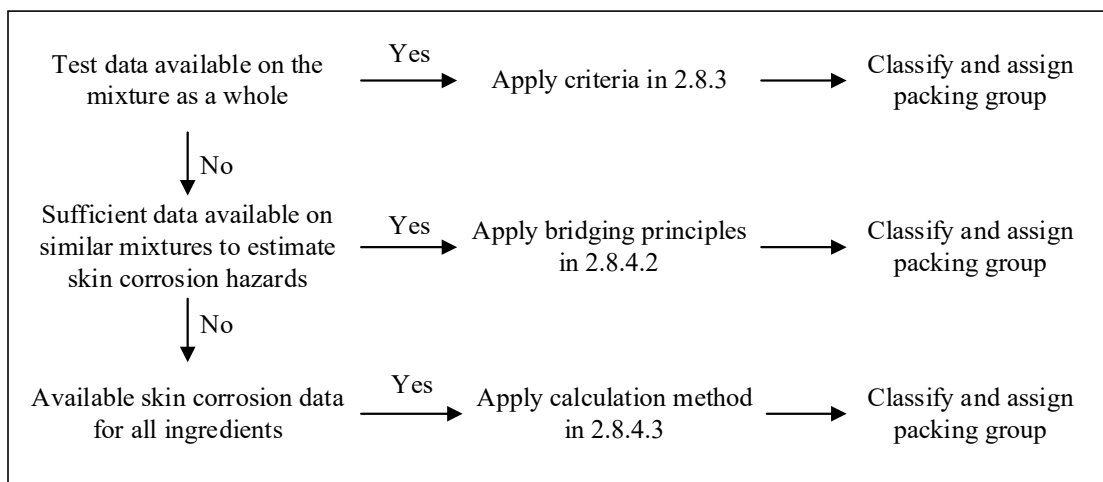 Test data available on the
mixture as a whole
Yes
Apply criteria in 2.8.3
Classify and assign
packing group
No
Sufficient data available on
similar mixtures to estimate
skin corrosion hazards
Yes
Apply bridging principles
in 2.8.4.2
Classify and assign
packing group
No
Available skin corrosion data
for all ingredients
Yes
Apply calculation method
in 2.8.4.3
Classify and assign
packing group